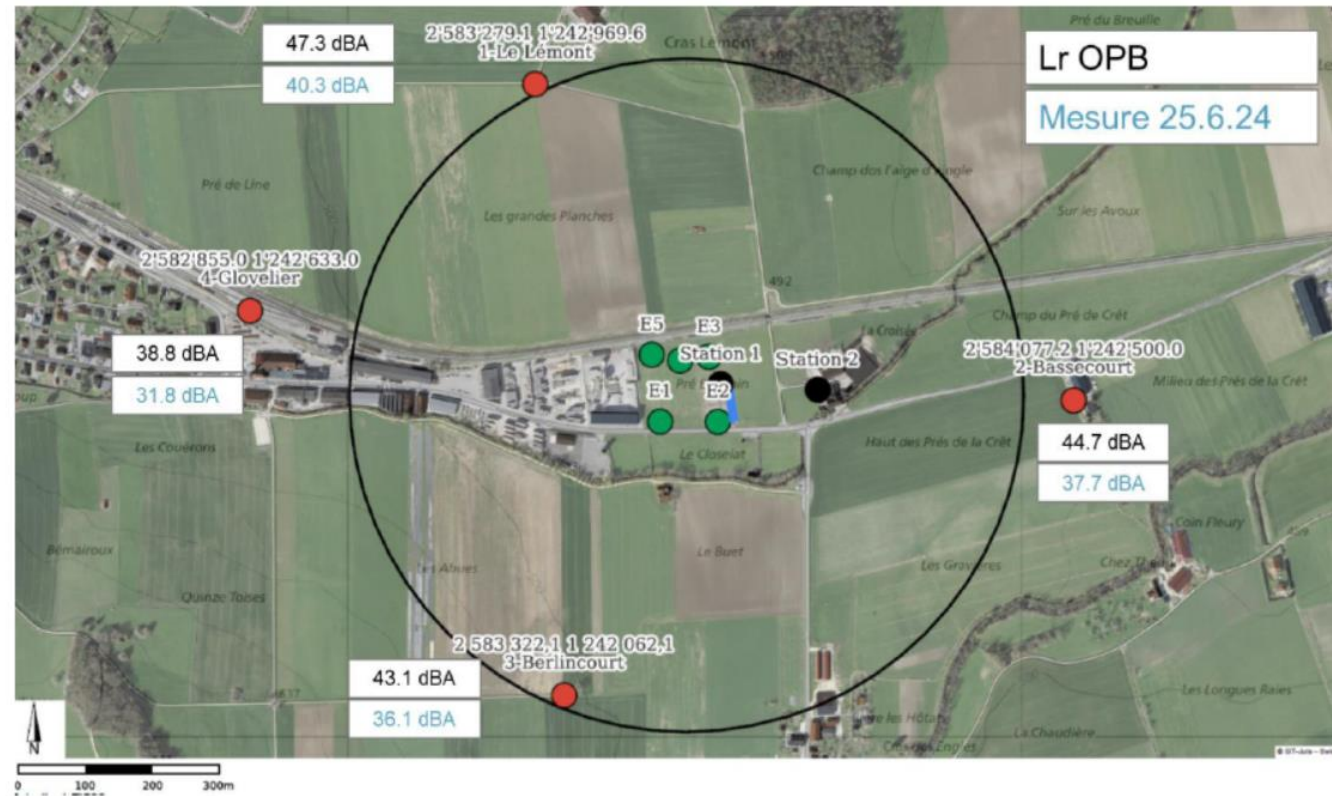 47.3 dBA
40.3 dBA
2'583'279.1 1'242'969.6
1-Le Lémont
Cras Lémont
Pré du Breuille
Lr OPB
Mesure 25.6.24
Pré de Line
Les grandes Planches
Sur les Avoux
2'582'855.0 1'242'633.0
4-Glovelier
492
38.8 dBA
31.8 dBA
E5
E3
Station 1
Station 2
La Croisée
Champ du Pré de Crêt
2'584'077.2 1'242'500.0
2-Bassecourt
Milieu des Prés de la Crêt
E1
E2
Les Couérons
Le Closelat
Haut des Prés de la Crêt
44.7 dBA
37.7 dBA
Bémairoux
Le Buet
Coin Fleury
Quinze Toises
2 583 322,1 1 242 062,1
3-Berlincourt
43.1 dBA
36.1 dBA
Les Longues Raies
La Chaudière
N
0 100 200 300m